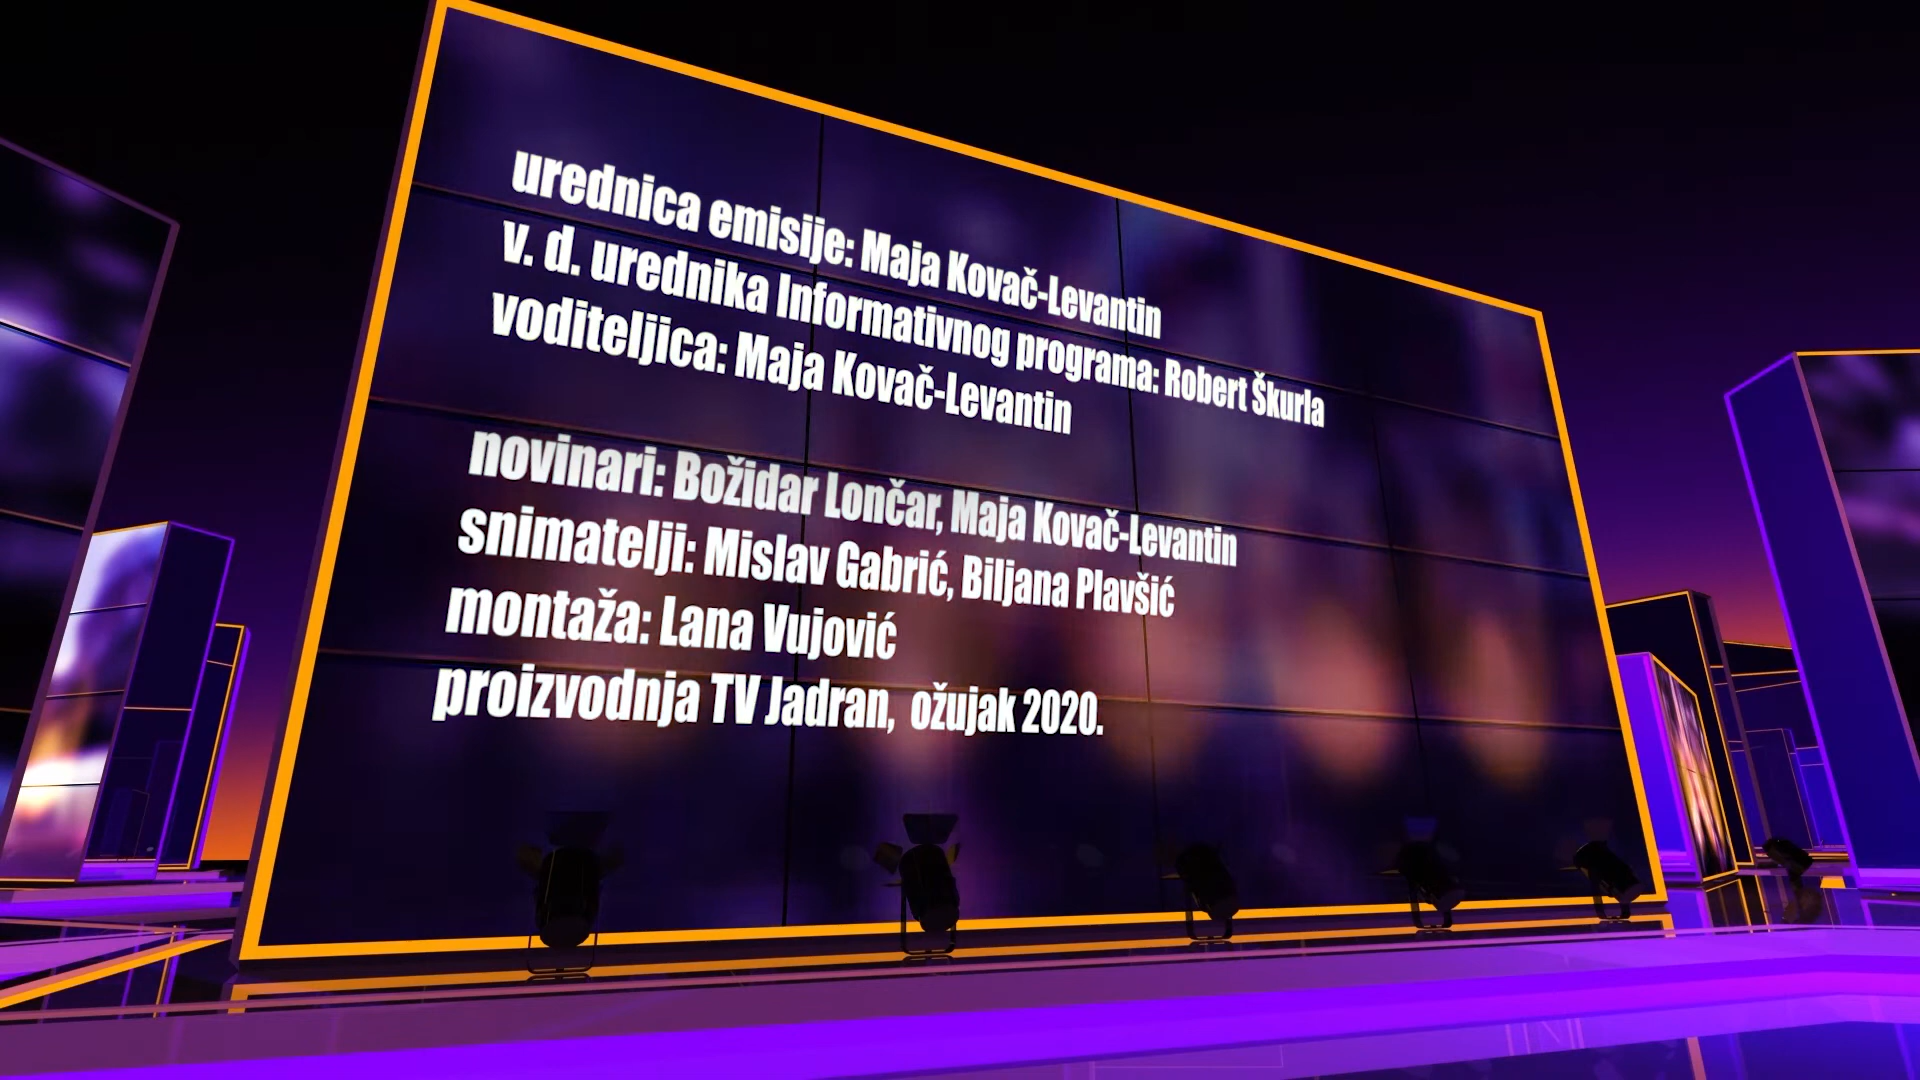 urednica emisije: Maja Kovač-Levantin
v. d. urednika Informativnog programa: Robert Škurla
voditeljica: Maja Kovač-Levantin
novinari: Božidar Lončar, Maja Kovač-Levantin
snimatelji: Mislav Gabrić, Biljana Plavšić
montaža: Lana Vujović
proizvodnja TV Jadran, ožujak 2020.